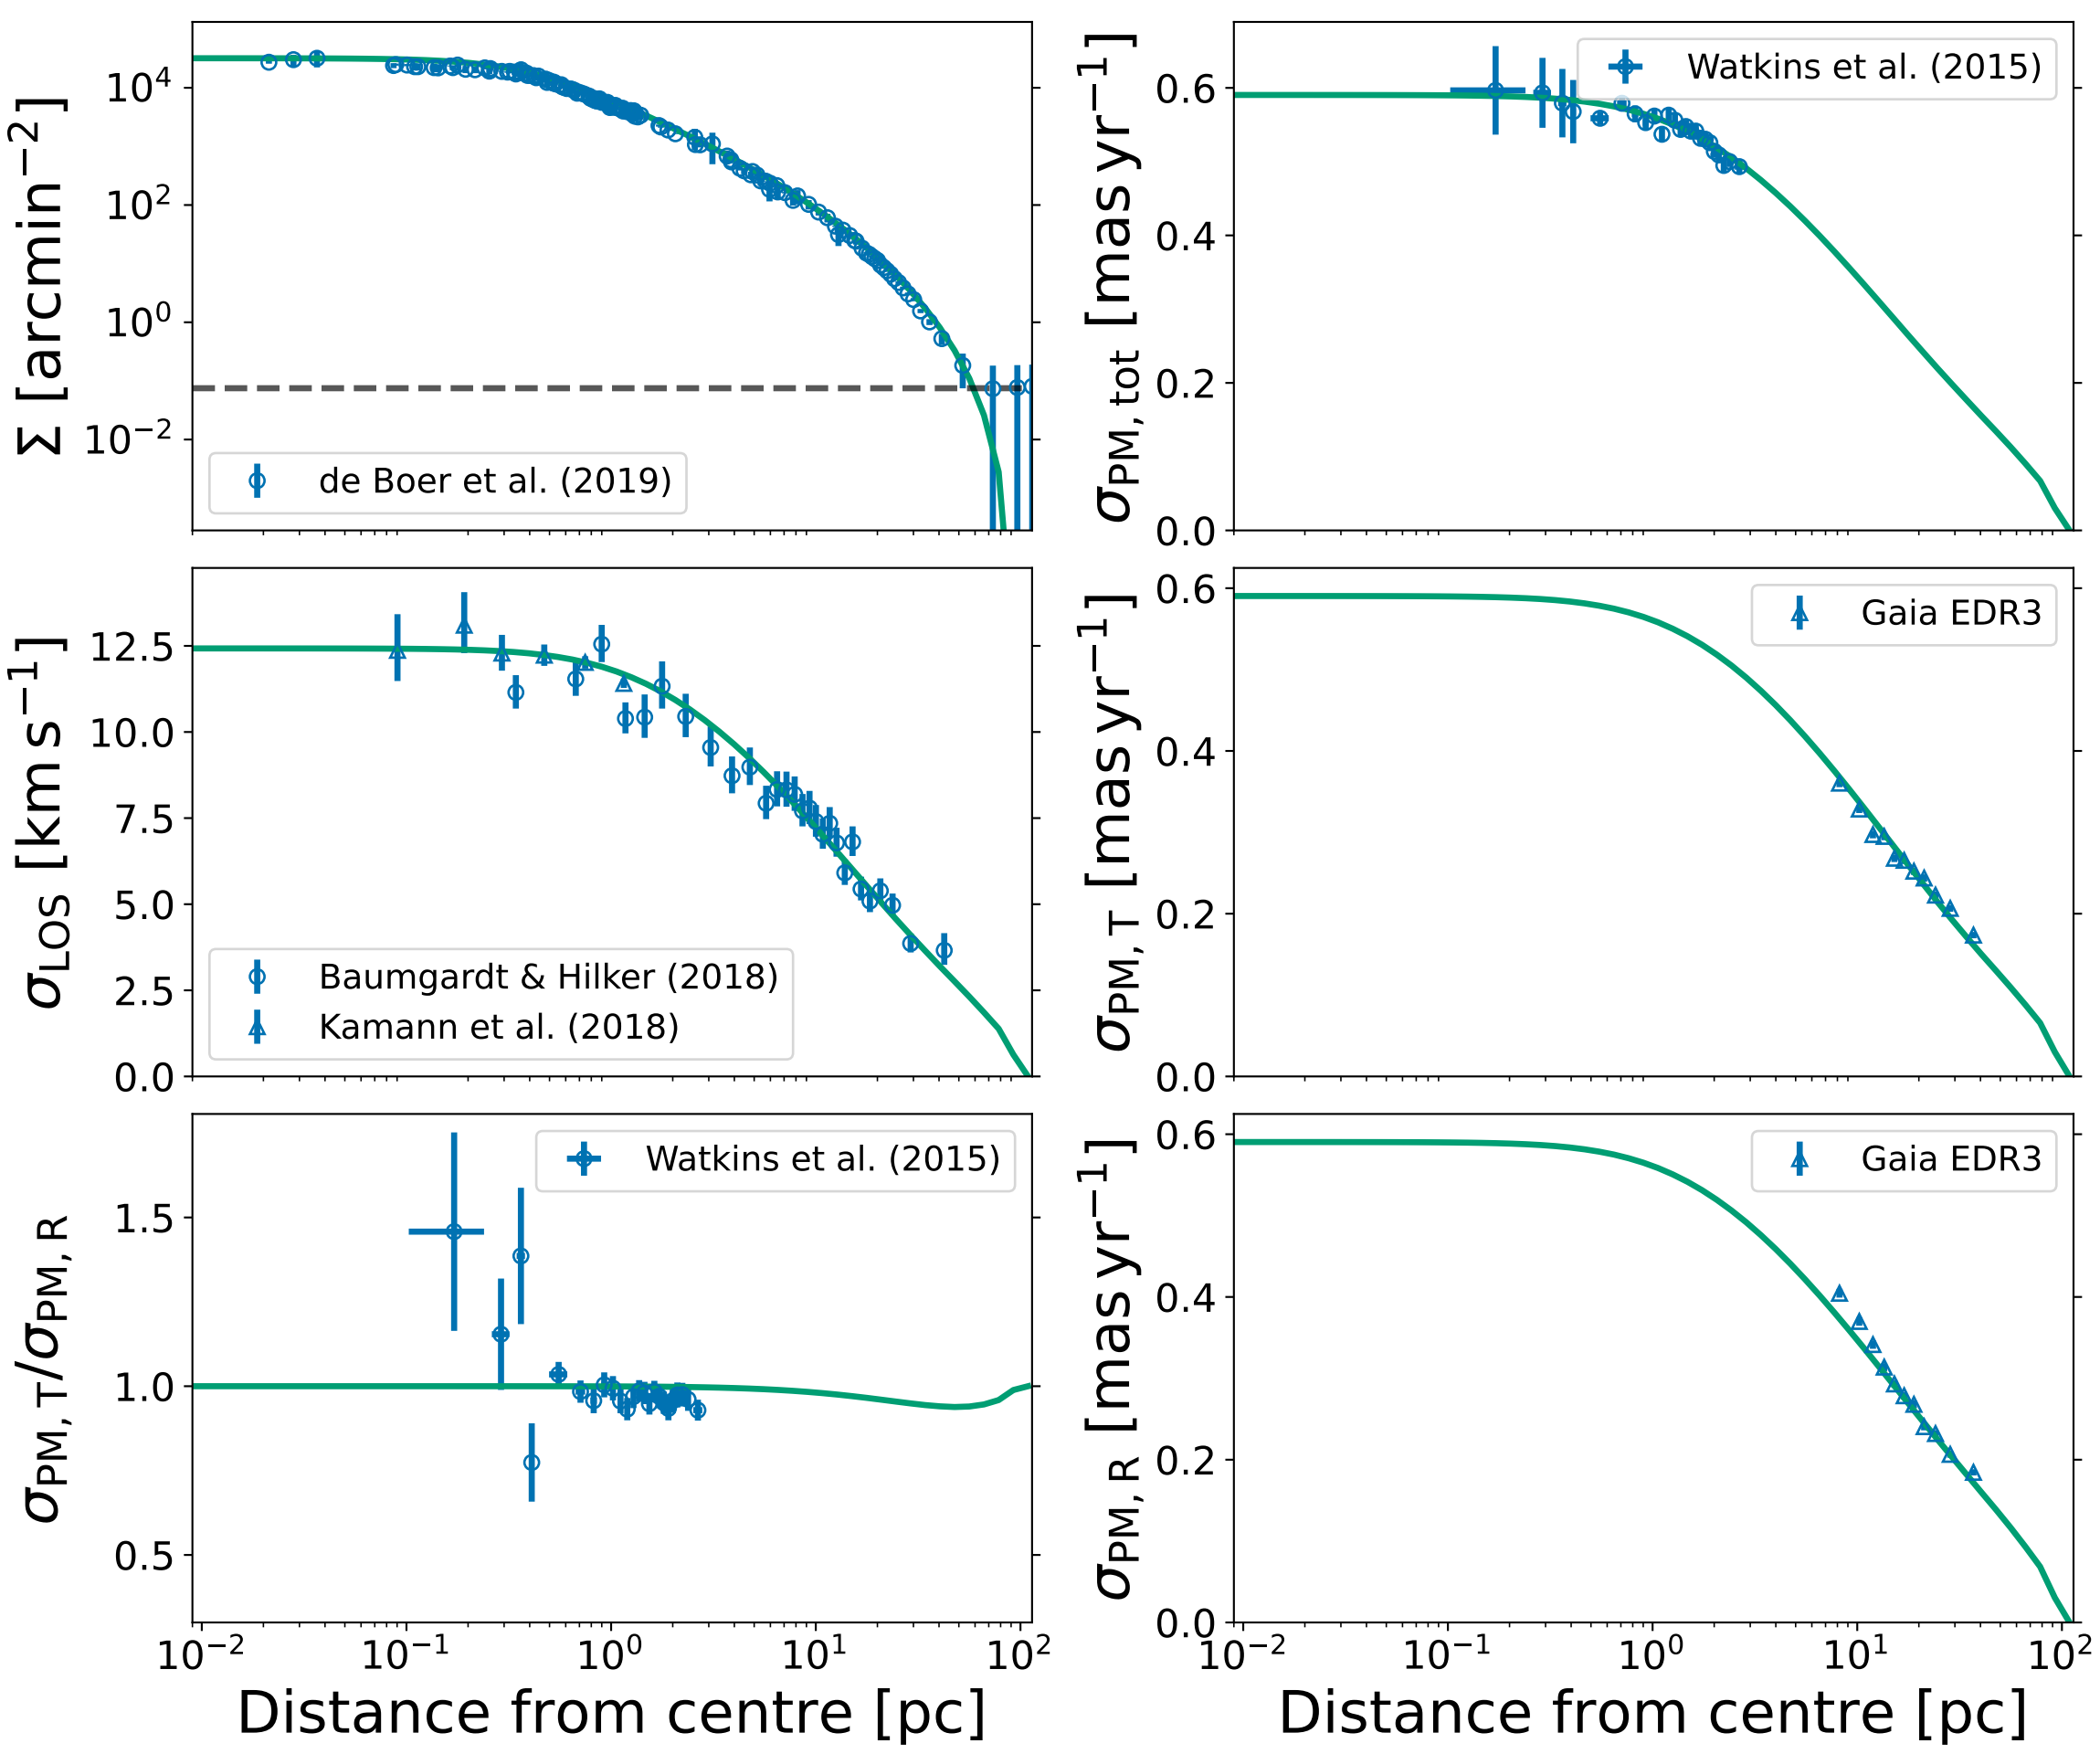 Σ [arcmin⁻²]
10⁴
10²
10⁰
10⁻²
de Boer et al. (2019)
σPM, tot [mas yr⁻¹]
0.6
0.4
0.2
0.0
Watkins et al. (2015)
σLOS [km s⁻¹]
12.5
10.0
7.5
5.0
2.5
0.0
Baumgardt & Hilker (2018)
Kamann et al. (2018)
σPM, T [mas yr⁻¹]
0.6
0.4
0.2
0.0
Gaia EDR3
σPM, T/σPM, R
1.5
1.0
0.5
Watkins et al. (2015)
10⁻² 10⁻¹ 10⁰ 10¹ 10²
Distance from centre [pc]
σPM, R [mas yr⁻¹]
0.6
0.4
0.2
0.0
Gaia EDR3
10⁻² 10⁻¹ 10⁰ 10¹ 10²
Distance from centre [pc]